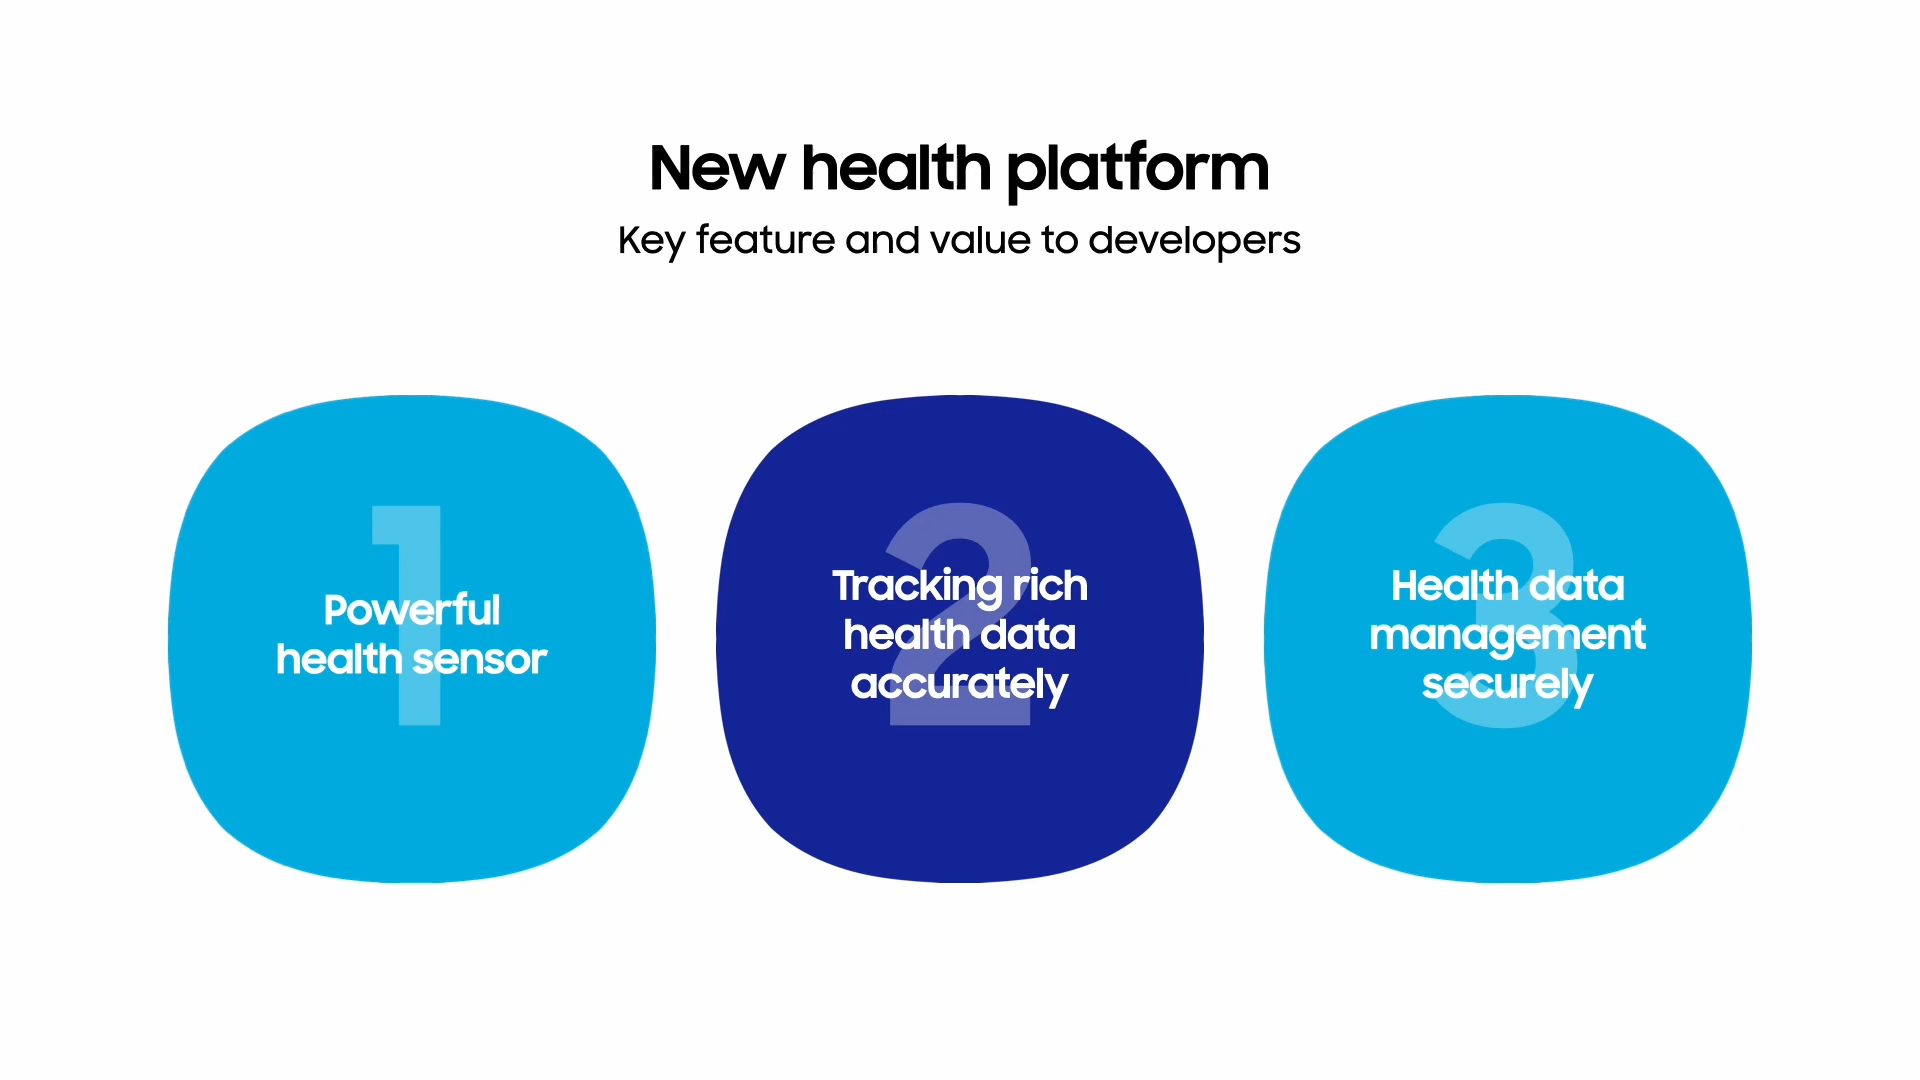 New health platform
Key feature and value to developers
1
Powerful
health sensor
2
Tracking rich
health data
accurately
3
Health data
management
securely